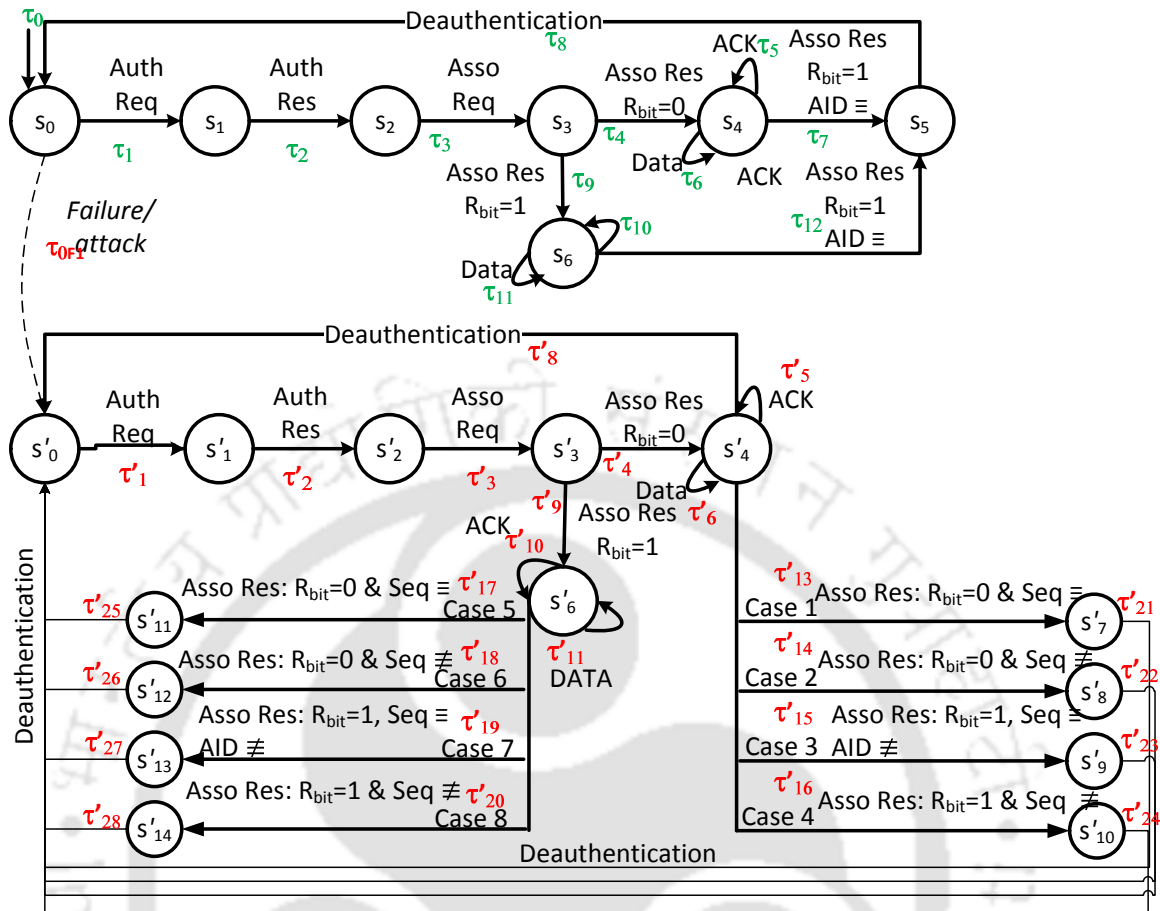 τ0
Deauthentication
τ8
Auth
Req
Auth
Res
Asso
Req
Asso Res
Rbit=0
ACK
τ5
Asso Res
Rbit=1
AID ≡
s0
s1
s2
s3
s4
s5
τ1
τ2
τ3
τ4
τ7
Data
τ6
ACK
Asso Res
Rbit=1
τ9
Asso Res
Rbit=1
AID ≡
τ12
Failure/
attack
τ0F1
τ10
s6
Data
τ11
Deauthentication
τ'8
τ'5
ACK
Auth
Req
Auth
Res
Asso
Req
Asso Res
Rbit=0
s'0
s'1
s'2
s'3
s'4
τ'1
τ'2
τ'3
τ'4
Data
τ'6
τ'9
Asso Res
Rbit=1
ACK
τ'10
s'6
τ'11
DATA
Deauthentication
τ'25
s'11
Asso Res: Rbit=0 & Seq ≡
τ'17
Case 5
τ'26
s'12
Asso Res: Rbit=0 & Seq ≢
τ'18
Case 6
τ'27
s'13
Asso Res: Rbit=1, Seq ≡
AID ≢
τ'19
Case 7
τ'28
s'14
Asso Res: Rbit=1 & Seq ≢
τ'20
Case 8
τ'13
Case 1
Asso Res: Rbit=0 & Seq ≡
s'7
τ'21
τ'14
Case 2
Asso Res: Rbit=0 & Seq ≢
s'8
τ'22
τ'15
Case 3
Asso Res: Rbit=1, Seq ≡
AID ≢
s'9
τ'23
τ'16
Case 4
Asso Res: Rbit=1 & Seq ≢
s'10
τ'24
Deauthentication